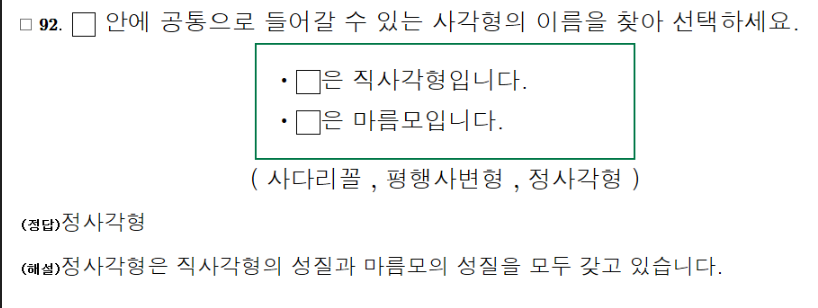 □ 92. □ 안에 공통으로 들어갈 수 있는 사각형의 이름을 찾아 선택하세요.
• □은 직사각형입니다.
• □은 마름모입니다.
( 사다리꼴 , 평행사변형 , 정사각형 )
(정답)정사각형
(해설)정사각형은 직사각형의 성질과 마름모의 성질을 모두 갖고 있습니다.